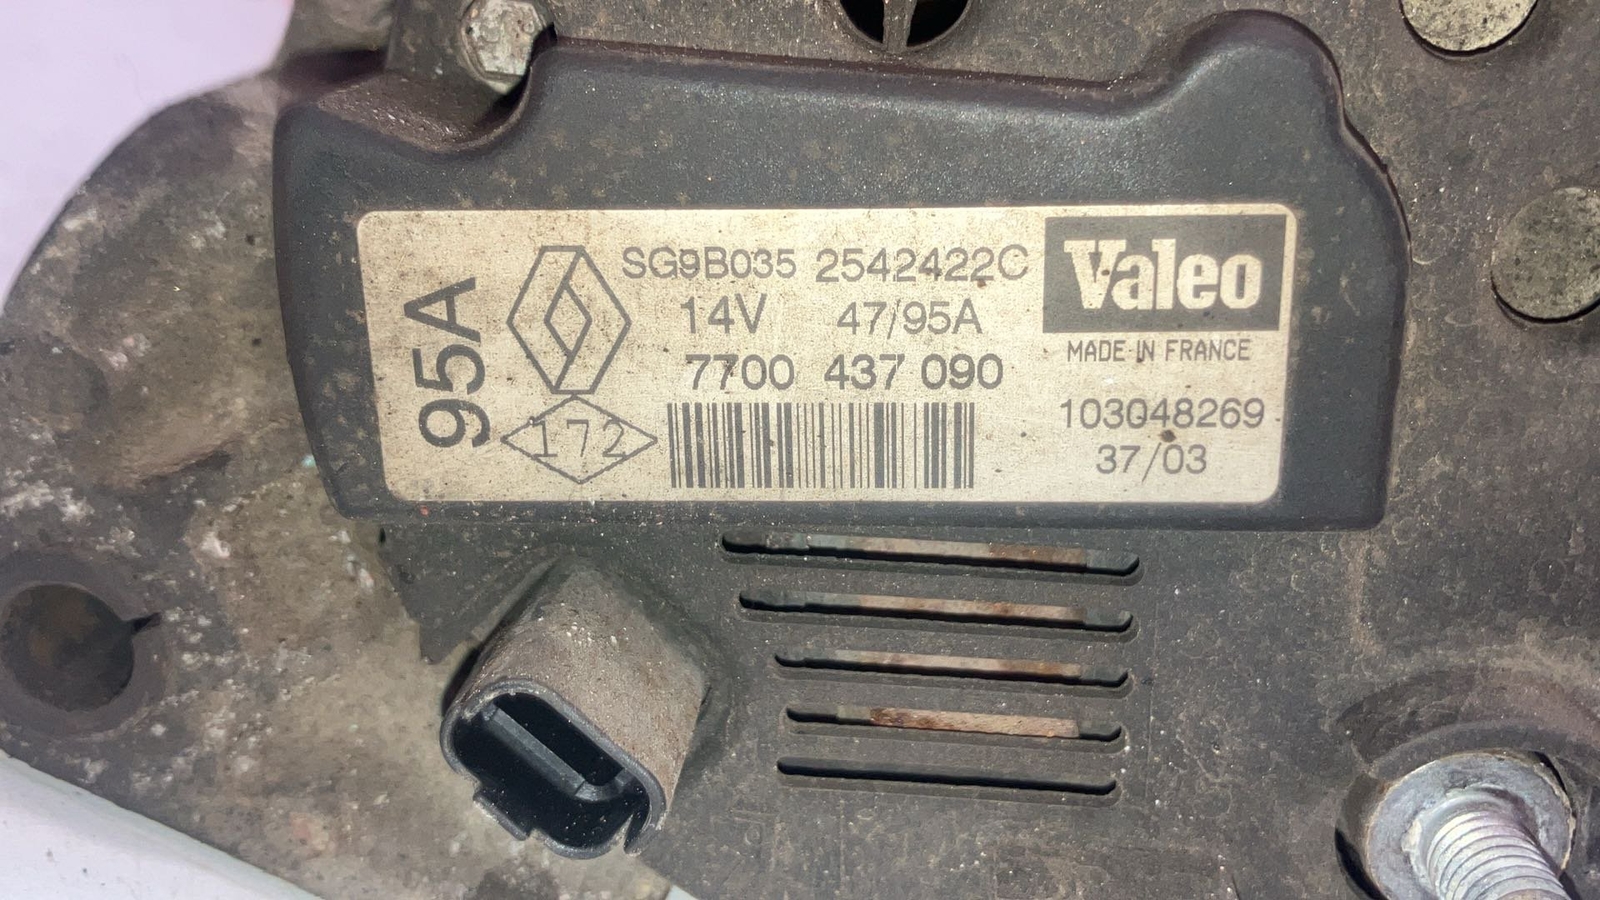 95A
SG9B035 2542422C
14V 47/95A
7700 437 090
172
Valeo
MADE IN FRANCE
103048269
37/03